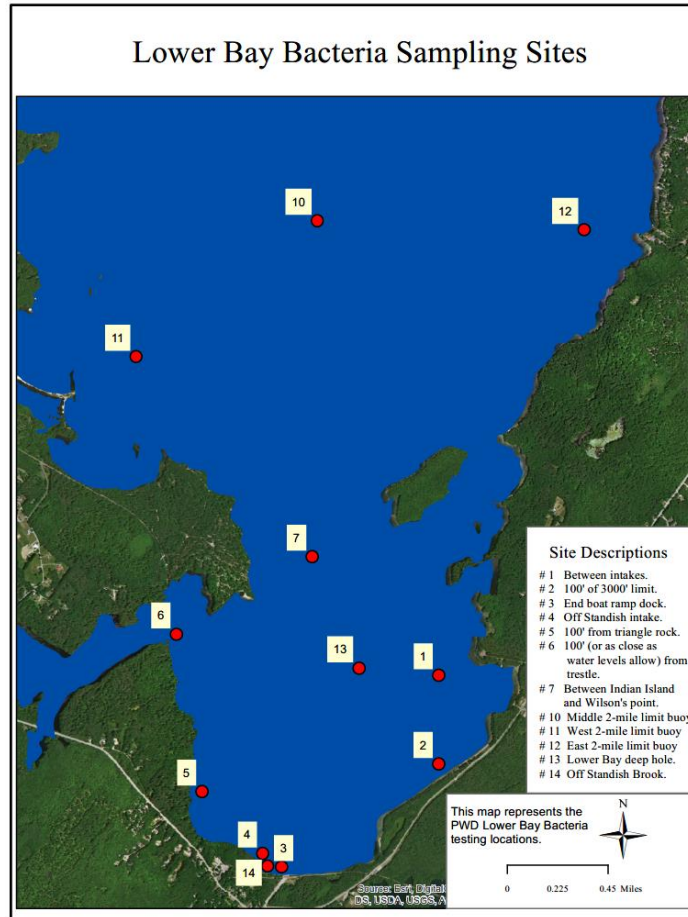 Lower Bay Bacteria Sampling Sites
10
12
11
7
6
13
1
2
5
4
3
14
Site Descriptions
# 1 Between intakes.
# 2 100' of 3000' limit.
# 3 End boat ramp dock.
# 4 Off Standish intake.
# 5 100' from triangle rock.
# 6 100' (or as close as
water levels allow) from
trestle.
# 7 Between Indian Island
and Wilson's point.
# 10 Middle 2-mile limit buoy
# 11 West 2-mile limit buoy
# 12 East 2-mile limit buoy
# 13 Lower Bay deep hole.
# 14 Off Standish Brook.
This map represents the
PWD Lower Bay Bacteria
testing locations.
N
0 0.225 0.45 Miles
Source: Esri, Digital
DS, USDA, USGS, A